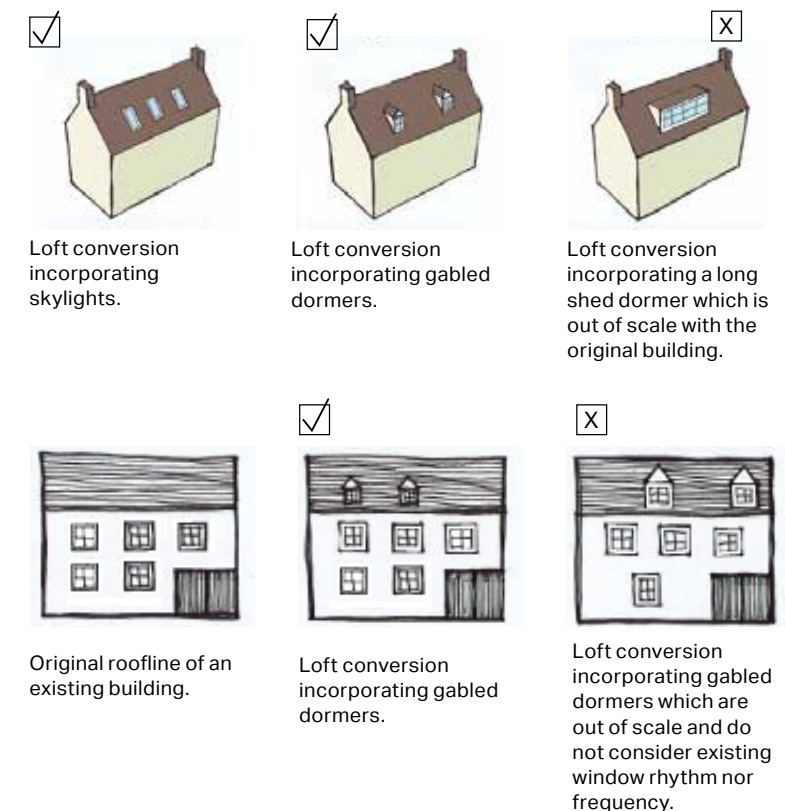 X
Loft conversion
incorporating
skylights.
Loft conversion
incorporating gabled
dormers.
Loft conversion
incorporating a long
shed dormer which is
out of scale with the
original building.
X
Original roofline of an
existing building.
Loft conversion
incorporating gabled
dormers.
Loft conversion
incorporating gabled
dormers which are
out of scale and do
not consider existing
window rhythm nor
frequency.